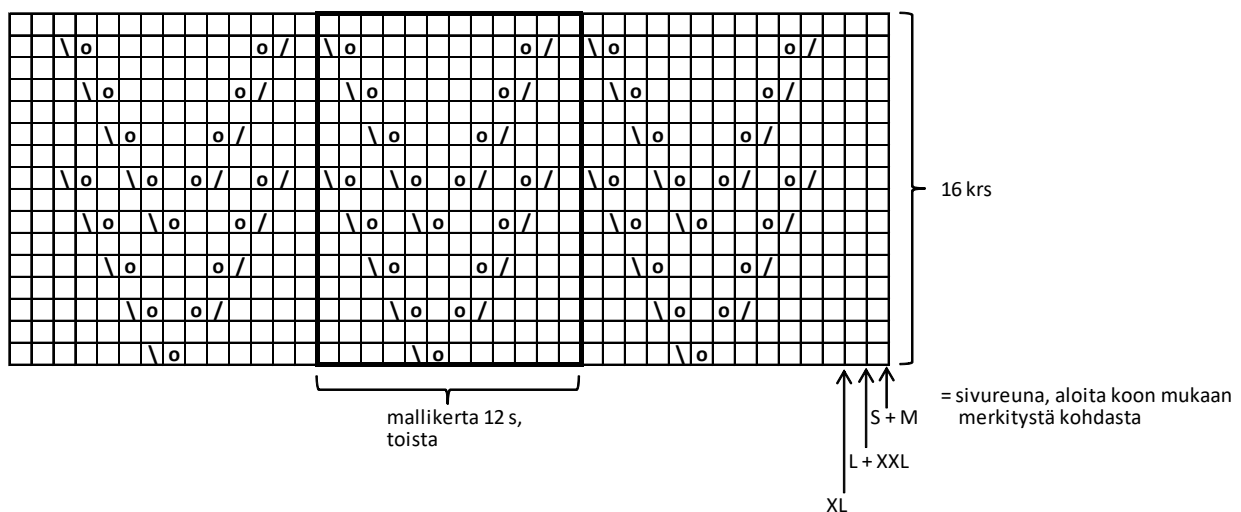 \ o o / \ o o / \ o o /
\ o o / \ o o / \ o o /
\ o o / \ o o / \ o o /
\ o \ o o / o / \ o \ o o / o / \ o \ o o / o /
16 krs
\ o \ o o / \ o \ o o / \ o \ o o /
\ o o / \ o o / \ o o /
\ o o / \ o o / \ o o /
\ o \ o \ o
mallikerta 12 s,
toista
S + M
= sivureuna, aloita koon mukaan
merkitystä kohdasta
L + XXL
XL